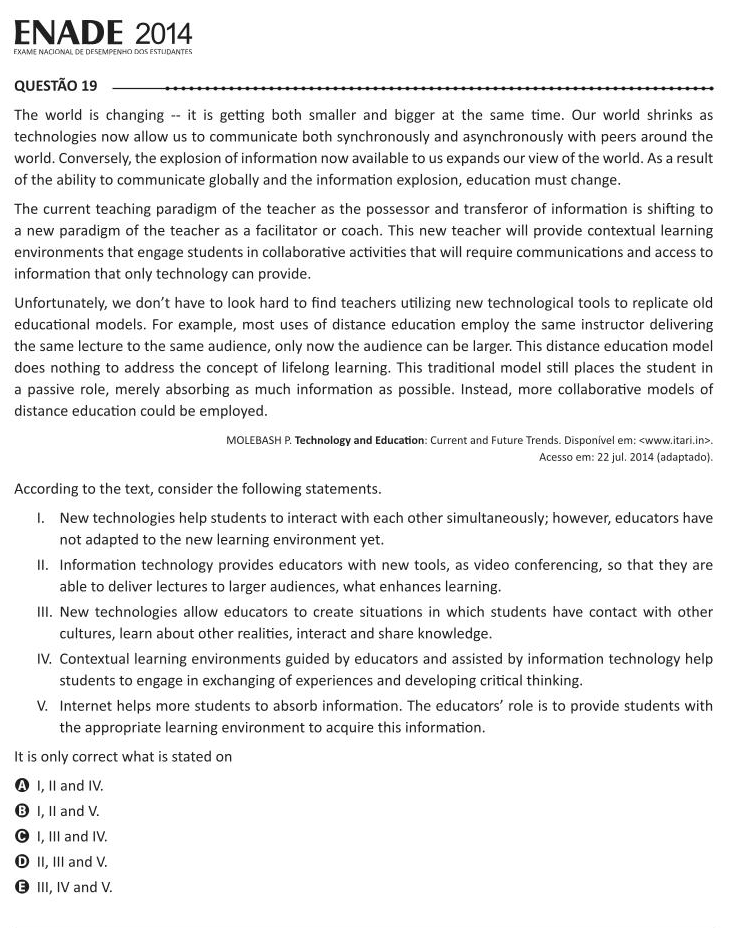 ENADE 2014
EXAME NACIONAL DE DESEMPENHO DOS ESTUDANTES
QUESTÃO 19
The world is changing -- it is getting both smaller and bigger at the same time. Our world shrinks as
technologies now allow us to communicate both synchronously and asynchronously with peers around the
world. Conversely, the explosion of information now available to us expands our view of the world. As a result
of the ability to communicate globally and the information explosion, education must change.
The current teaching paradigm of the teacher as the possessor and transferor of information is shifting to
a new paradigm of the teacher as a facilitator or coach. This new teacher will provide contextual learning
environments that engage students in collaborative activities that will require communications and access to
information that only technology can provide.
Unfortunately, we don’t have to look hard to find teachers utilizing new technological tools to replicate old
educational models. For example, most uses of distance education employ the same instructor delivering
the same lecture to the same audience, only now the audience can be larger. This distance education model
does nothing to address the concept of lifelong learning. This traditional model still places the student in
a passive role, merely absorbing as much information as possible. Instead, more collaborative models of
distance education could be employed.
MOLEBASH P. Technology and Education: Current and Future Trends. Disponível em: <www.itari.in>.
Acesso em: 22 jul. 2014 (adaptado).
According to the text, consider the following statements.
I. New technologies help students to interact with each other simultaneously; however, educators have
not adapted to the new learning environment yet.
II. Information technology provides educators with new tools, as video conferencing, so that they are
able to deliver lectures to larger audiences, what enhances learning.
III. New technologies allow educators to create situations in which students have contact with other
cultures, learn about other realities, interact and share knowledge.
IV. Contextual learning environments guided by educators and assisted by information technology help
students to engage in exchanging of experiences and developing critical thinking.
V. Internet helps more students to absorb information. The educators’ role is to provide students with
the appropriate learning environment to acquire this information.
It is only correct what is stated on
A I, II and IV.
B I, II and V.
C I, III and IV.
D II, III and V.
E III, IV and V.